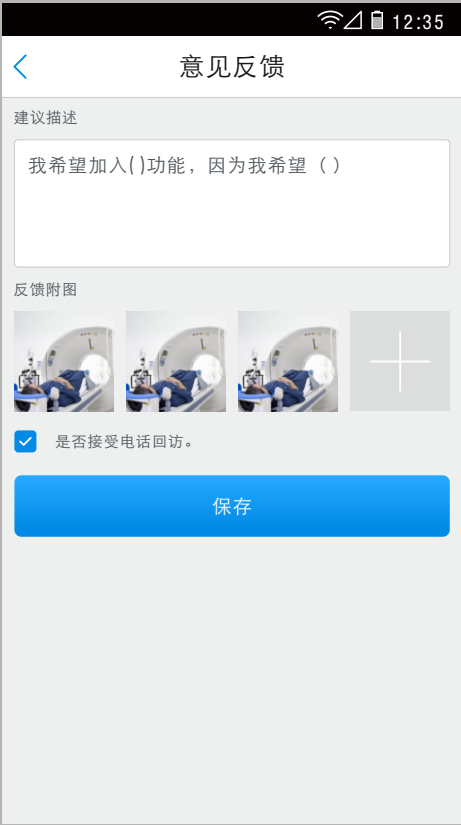 12:35
意见反馈
建议描述
我希望加入()功能，因为我希望（ ）
反馈附图
是否接受电话回访。
保存